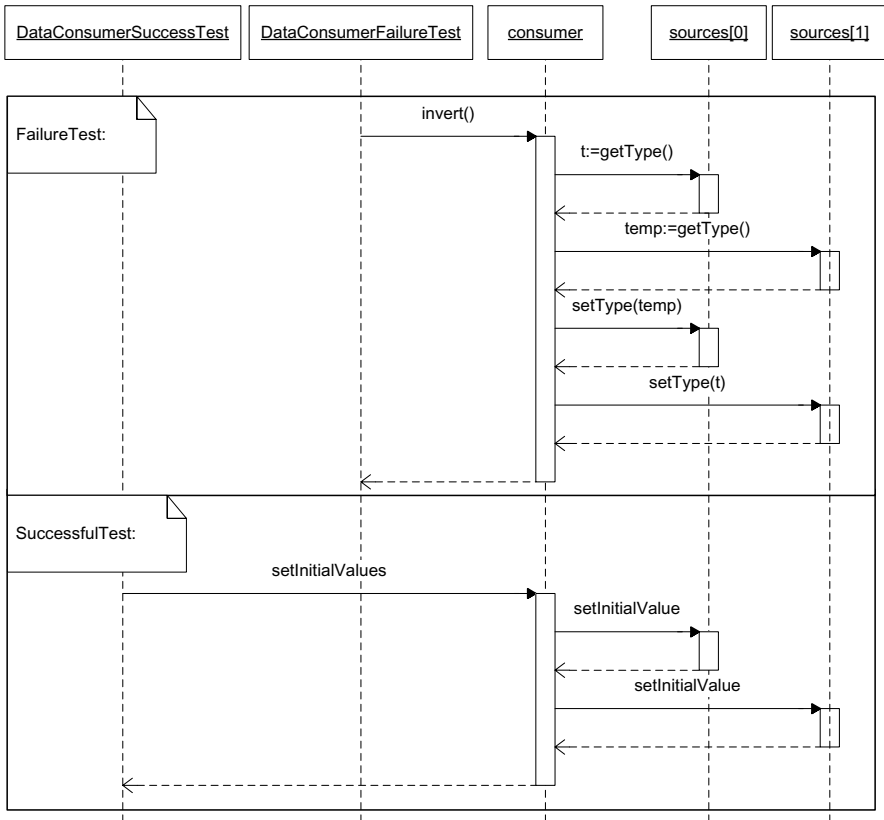 DataConsumerSuccessTest
DataConsumerFailureTest
consumer
sources[0]
sources[1]
FailureTest:
invert()
t:=getType()
temp:=getType()
setType(temp)
setType(t)
SuccessfulTest:
setInitialValues
setInitialValue
setInitialValue